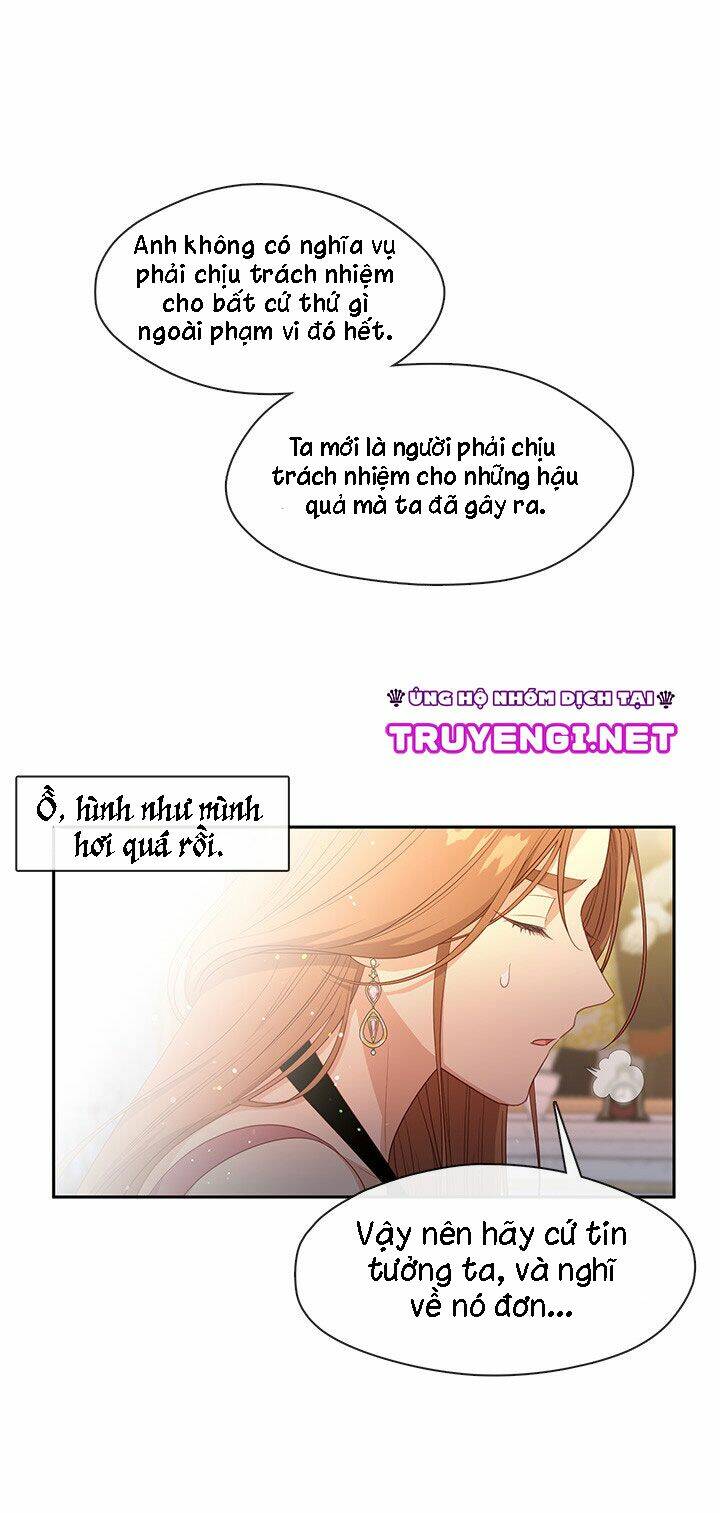 Anh không có nghĩa vụ
phải chịu trách nhiệm
cho bất cứ thứ gì
ngoài phạm vi đó hết.
Ta mới là người phải chịu
trách nhiệm cho những hậu
quả mà ta đã gây ra.
ỦNG HỘ NHÓM DỊCH TẠI
TRUYENGI.NET
Ồ, hình như mình
hơi quá rồi.
Vậy nên hãy cứ tin
tưởng ta, và nghĩ
về nó đơn...